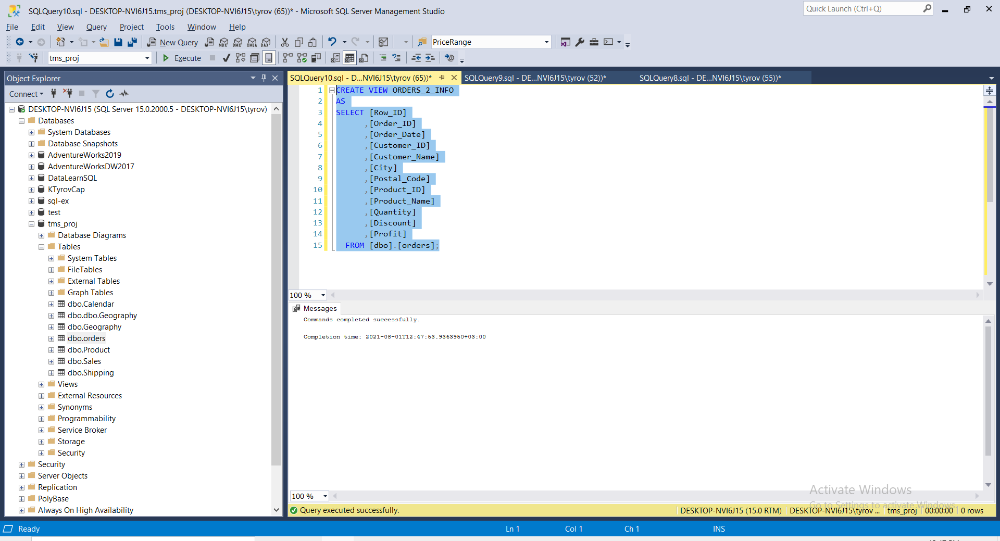 SQLQuery10.sql - DESKTOP-NVI6J15.tms_proj (DESKTOP-NVI6J15\tyrov (65))* - Microsoft SQL Server Management Studio
Quick Launch (Ctrl+Q)
File Edit View Query Project Tools Window Help
New Query MDX DMX XMLA DAX PriceRange
tms_proj Execute
Object Explorer
Connect
DESKTOP-NVI6J15 (SQL Server 15.0.2000.5 - DESKTOP-NVI6J15\tyrov)
Databases
System Databases
Database Snapshots
AdventureWorks2019
AdventureWorksDW2017
DataLearnSQL
KTyrovCap
sql-ex
test
tms_proj
Database Diagrams
Tables
System Tables
FileTables
External Tables
Graph Tables
dbo.Calendar
dbo.dbo.Geography
dbo.Geography
dbo.orders
dbo.Product
dbo.Sales
dbo.Shipping
Views
External Resources
Synonyms
Programmability
Service Broker
Storage
Security
Security
Server Objects
Replication
PolyBase
Always On High Availability
SQLQuery10.sql - D...NVI6J15\tyrov (65))* SQLQuery9.sql - DE...NVI6J15\tyrov (52))* SQLQuery8.sql - DE...NVI6J15\tyrov (55))*
1 CREATE VIEW ORDERS_2_INFO
2 AS
3 SELECT [Row_ID]
4 ,[Order_ID]
5 ,[Order_Date]
6 ,[Customer_ID]
7 ,[Customer_Name]
8 ,[City]
9 ,[Postal_Code]
10 ,[Product_ID]
11 ,[Product_Name]
12 ,[Quantity]
13 ,[Discount]
14 ,[Profit]
15 FROM [dbo].[orders];
100 %
Messages
Commands completed successfully.
Completion time: 2021-08-01T12:47:53.9363950+03:00
Activate Windows
Go to Settings to activate Windows.
100 %
Query executed successfully. DESKTOP-NVI6J15 (15.0 RTM) DESKTOP-NVI6J15\tyrov ... tms_proj 00:00:00 0 rows
Ready Ln 1 Col 1 Ch 1 INS